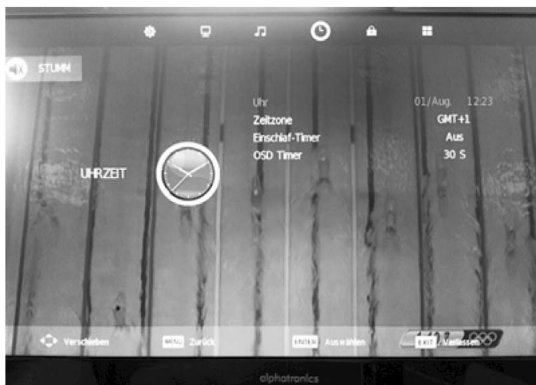 STUMM
Uhr 01/Aug. 12:23
Zeitzone GMT+1
Einschlaf-Timer Aus
OSD Timer 30 S
UHRZEIT
Verschieben MENU Zurück ENTER Auswählen EXIT Verlassen
alphatronics